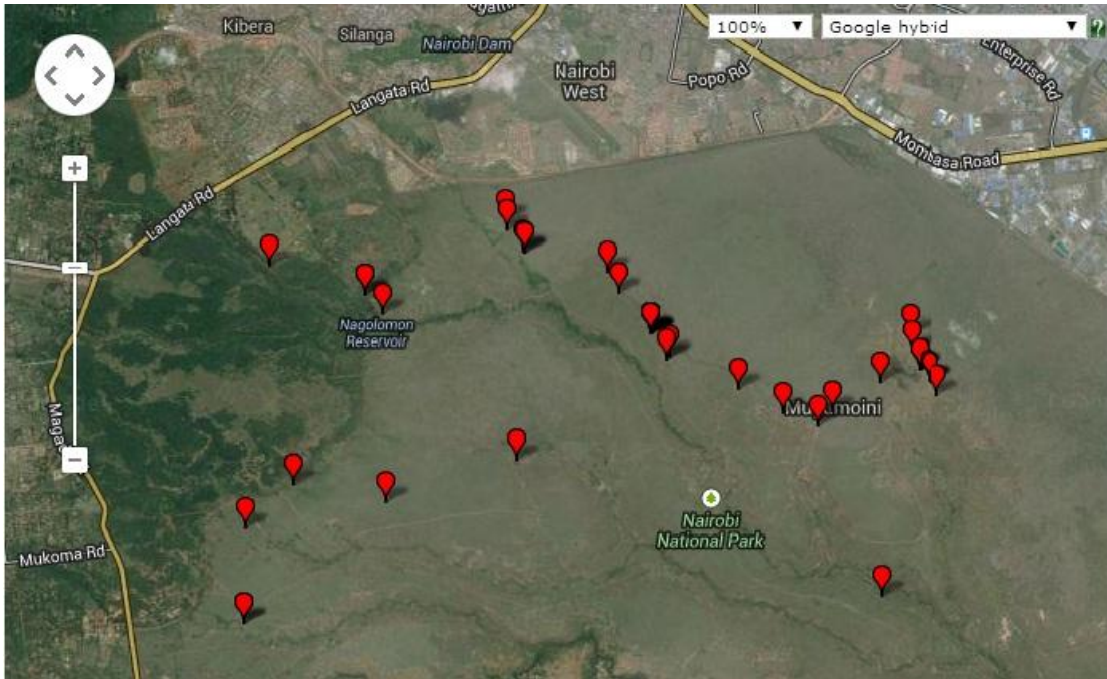 Kibera
Silanga
Nairobi Dam
100%
Google hybrid
?
Langata Rd
Nairobi
West
Popo Rd
Enterprise Rd
Mombasa Road
Langata Rd
Nagolomon
Reservoir
Nairobi
National Park
Mukoma Rd